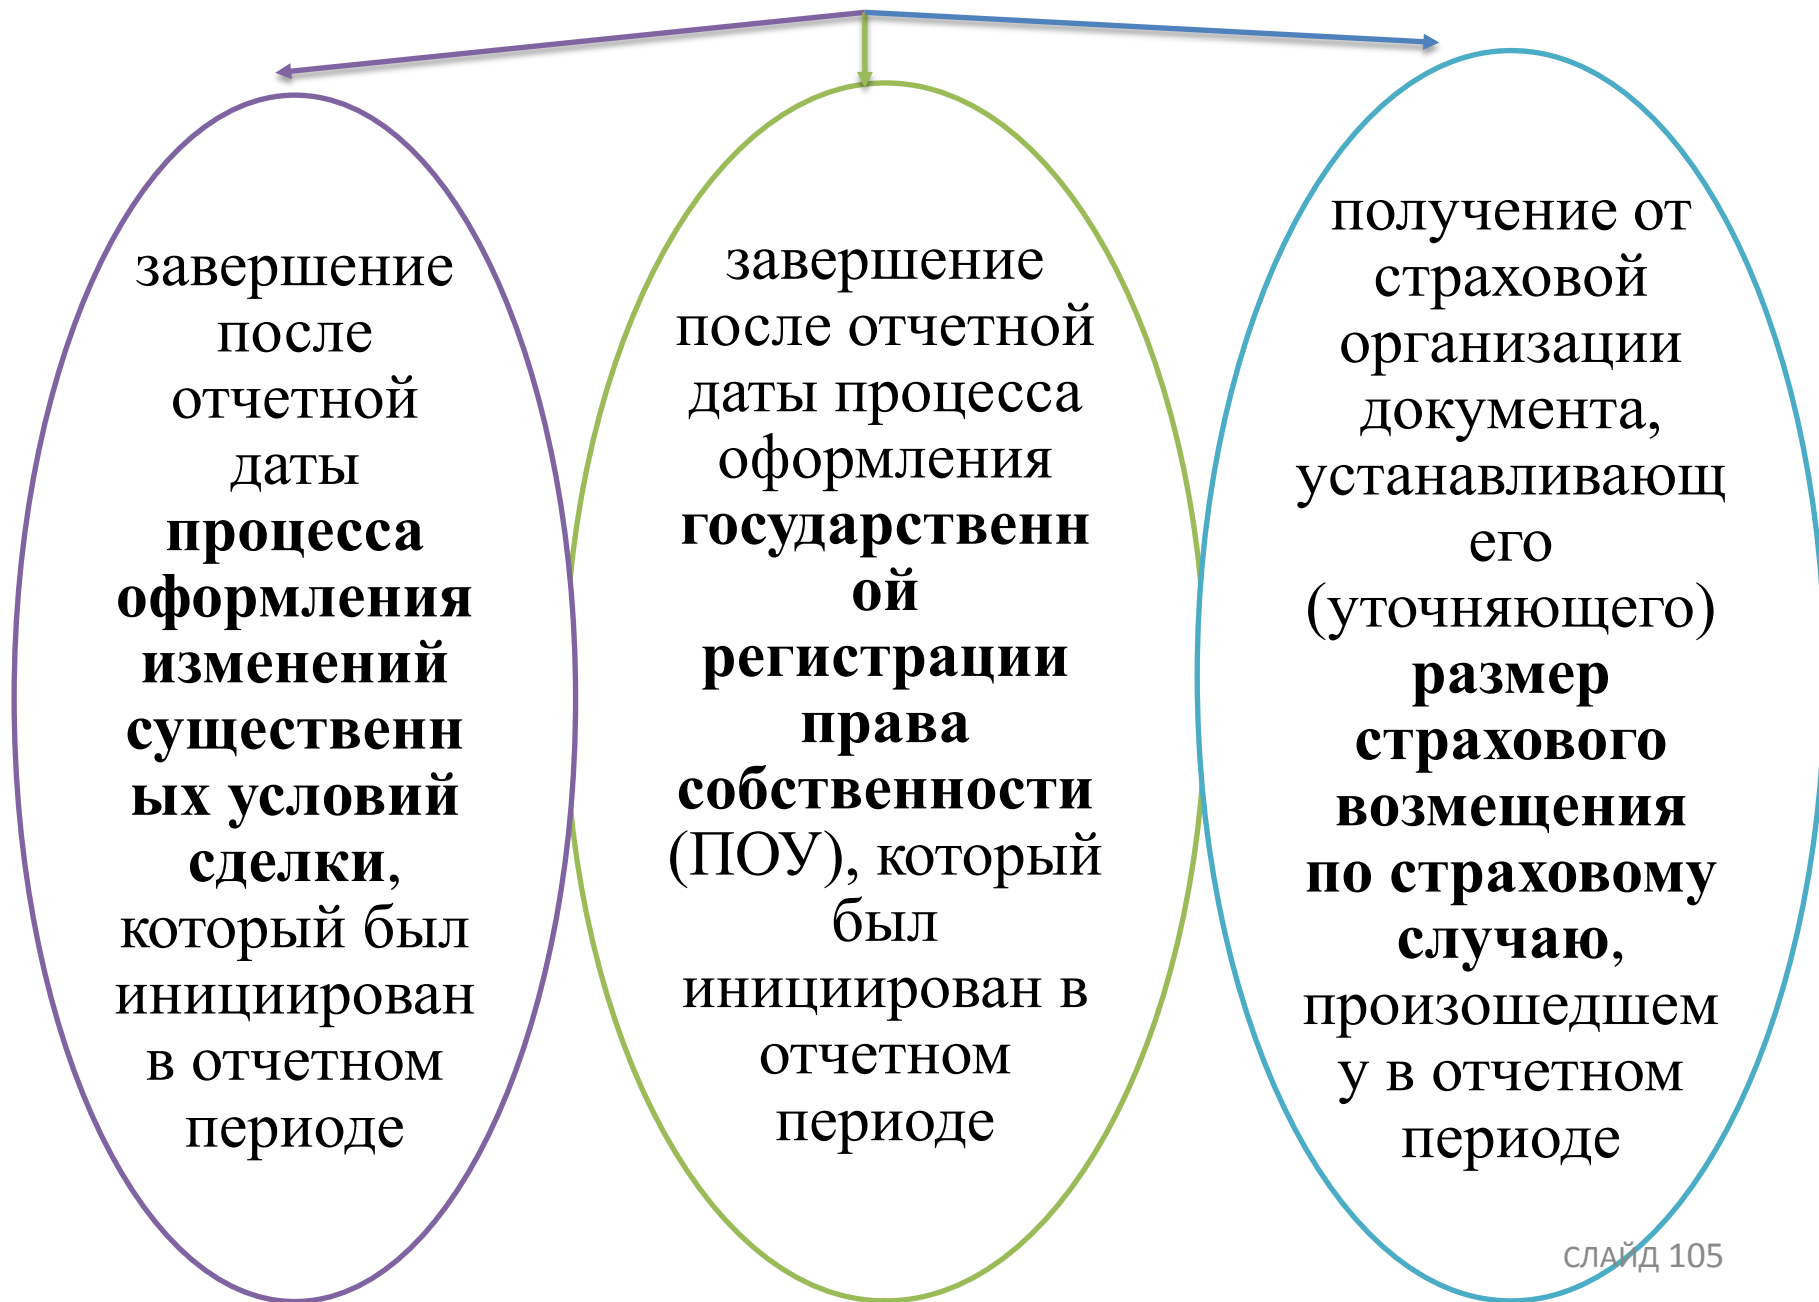 завершение
после
отчетной
даты
процесса
оформления
изменений
существенн
ых условий
сделки,
который был
инициирован
в отчетном
периоде
завершение
после отчетной
даты процесса
оформления
государственн
ой
регистрации
права
собственности
(ПОУ), который
был
инициирован в
отчетном
периоде
получение от
страховой
организации
документа,
устанавливающ
его
(уточняющего)
размер
страхового
возмещения
по страховому
случаю,
произошедшем
у в отчетном
периоде
СЛАЙД 105